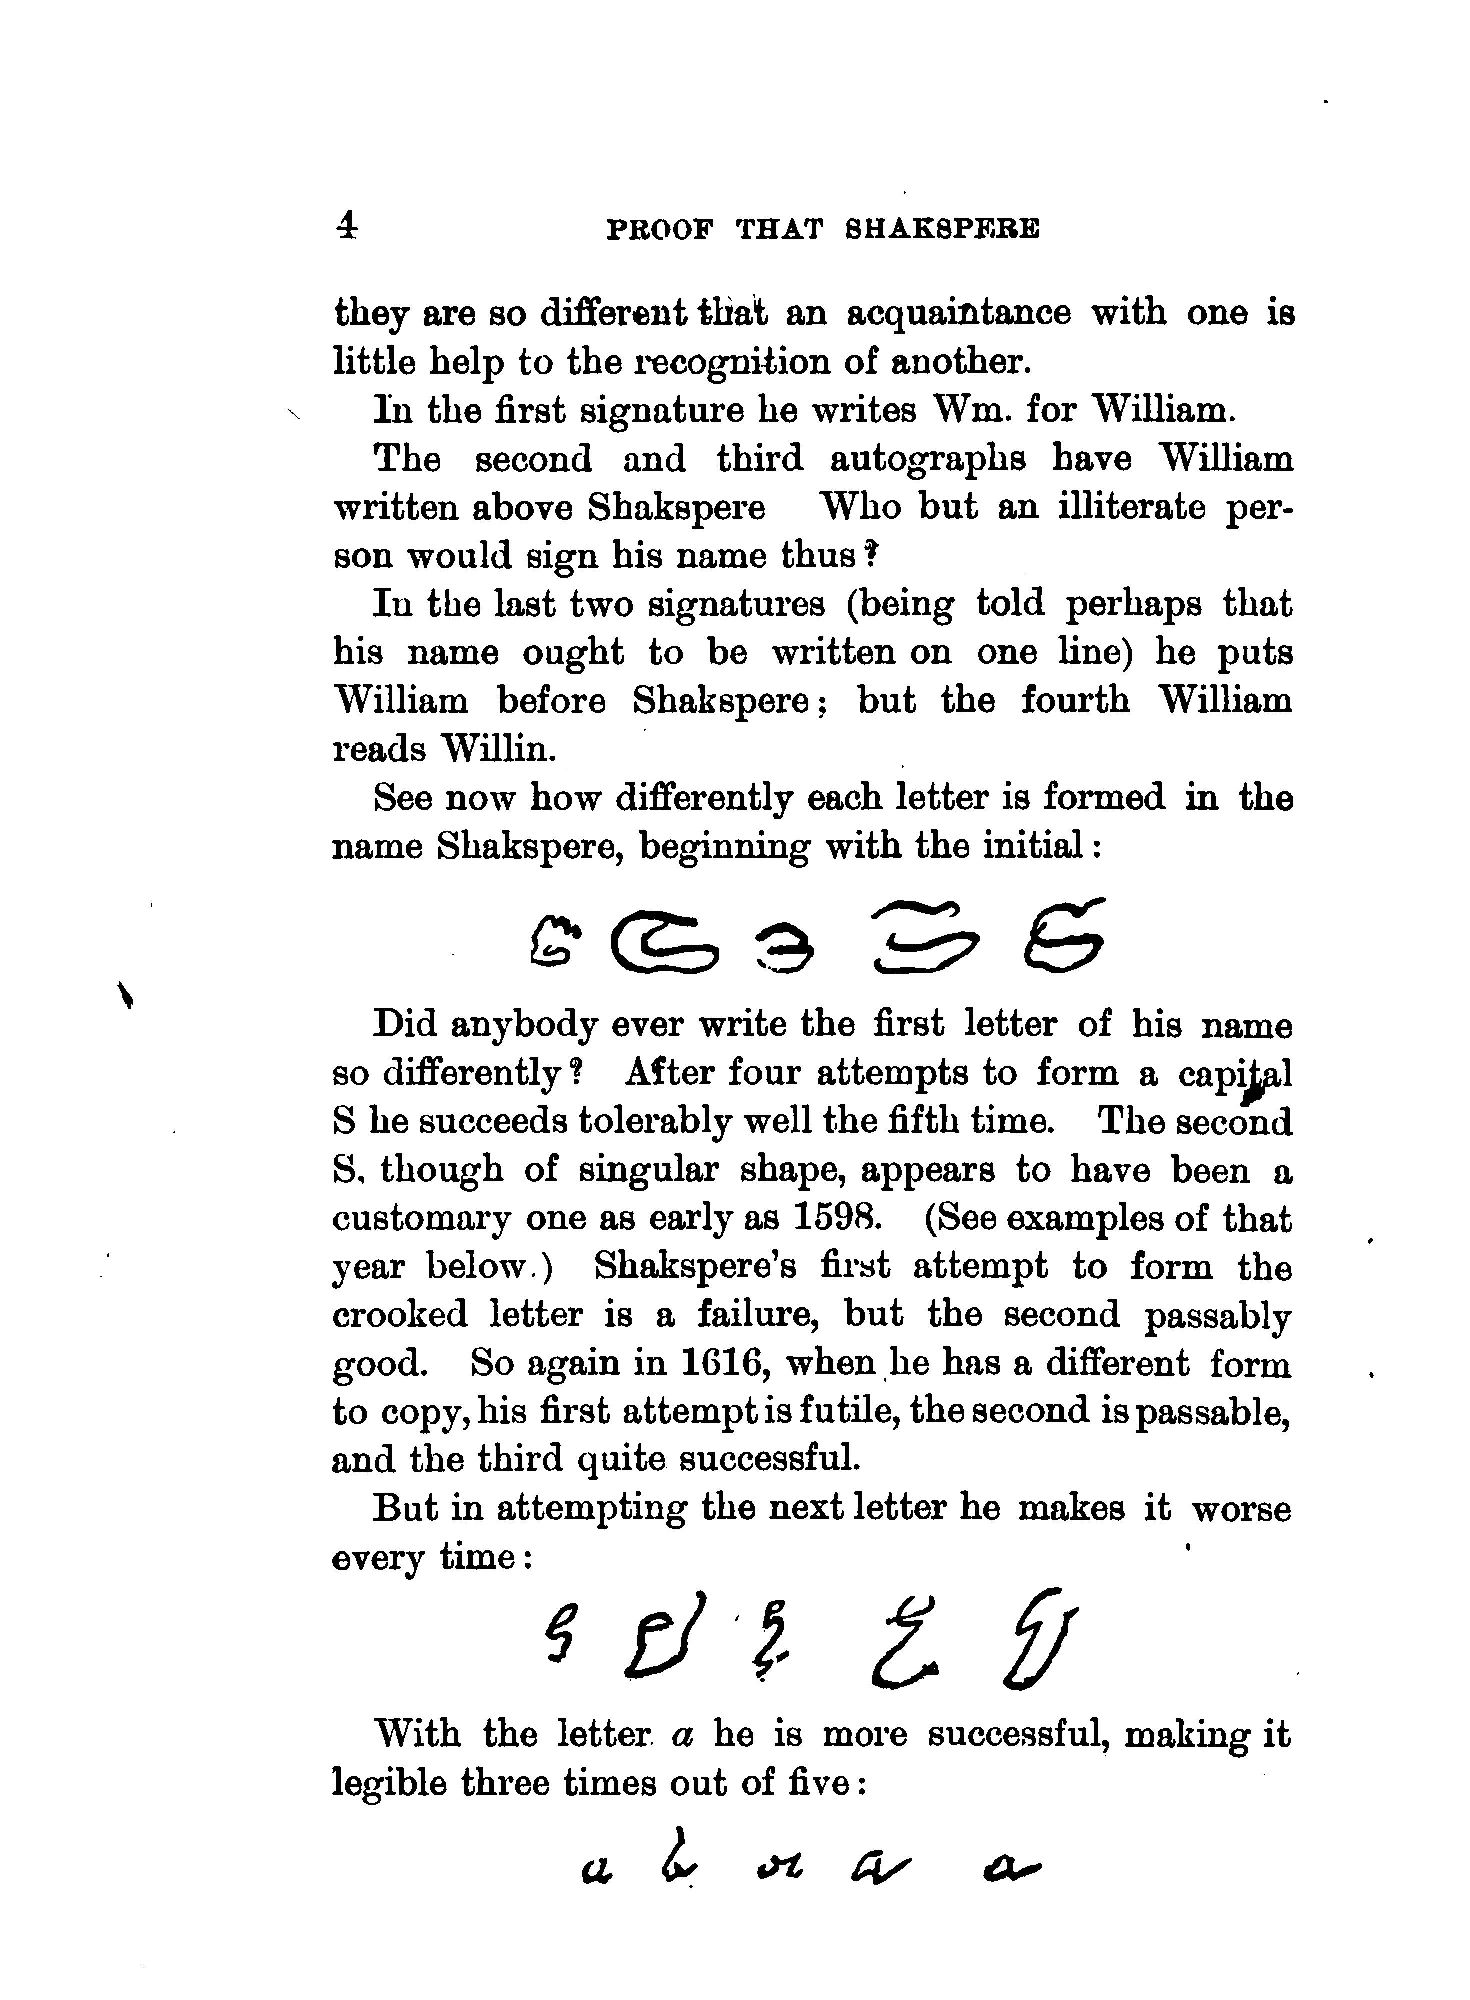 4 PROOF THAT SHAKSPERE
they are so different that an acquaintance with one is
little help to the recognition of another.
In the first signature he writes Wm. for William.
The second and third autographs have William
written above Shakspere Who but an illiterate per-
son would sign his name thus?
In the last two signatures (being told perhaps that
his name ought to be written on one line) he puts
William before Shakspere; but the fourth William
reads Willin.
See now how differently each letter is formed in the
name Shakspere, beginning with the initial:
Did anybody ever write the first letter of his name
so differently? After four attempts to form a capital
S he succeeds tolerably well the fifth time. The second
S, though of singular shape, appears to have been a
customary one as early as 1598. (See examples of that
year below.) Shakspere's first attempt to form the
crooked letter is a failure, but the second passably
good. So again in 1616, when he has a different form
to copy, his first attempt is futile, the second is passable,
and the third quite successful.
But in attempting the next letter he makes it worse
every time:
With the letter a he is more successful, making it
legible three times out of five: